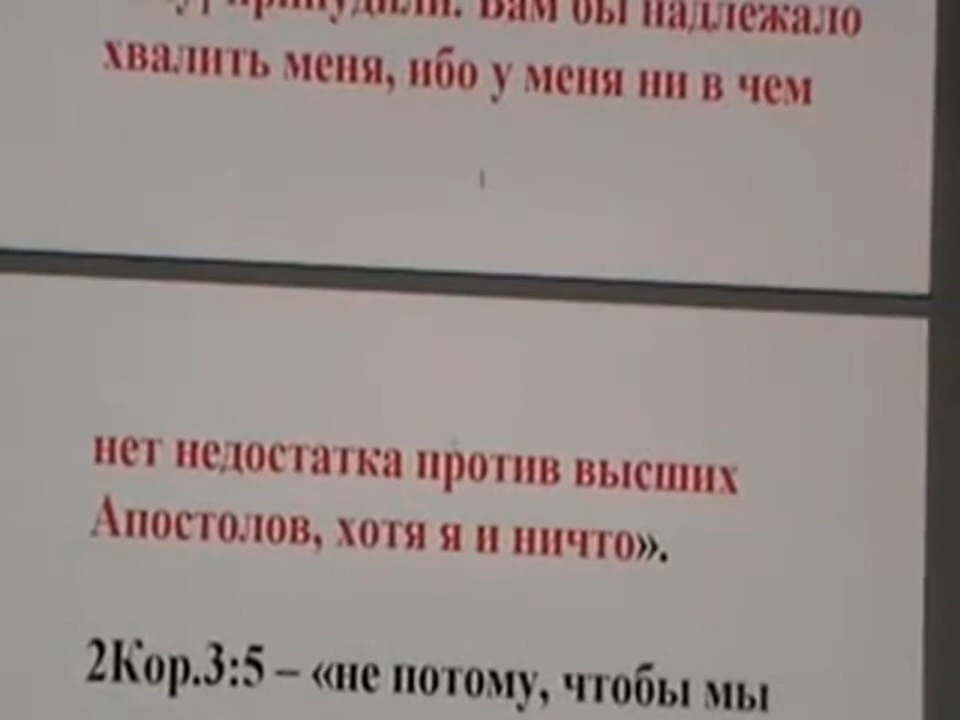 принудили. Вам бы надлежало
хвалить меня, ибо у меня ни в чем
нет недостатка против высших
Апостолов, хотя я и ничто».
2Кор.3:5 – «не потому, чтобы мы